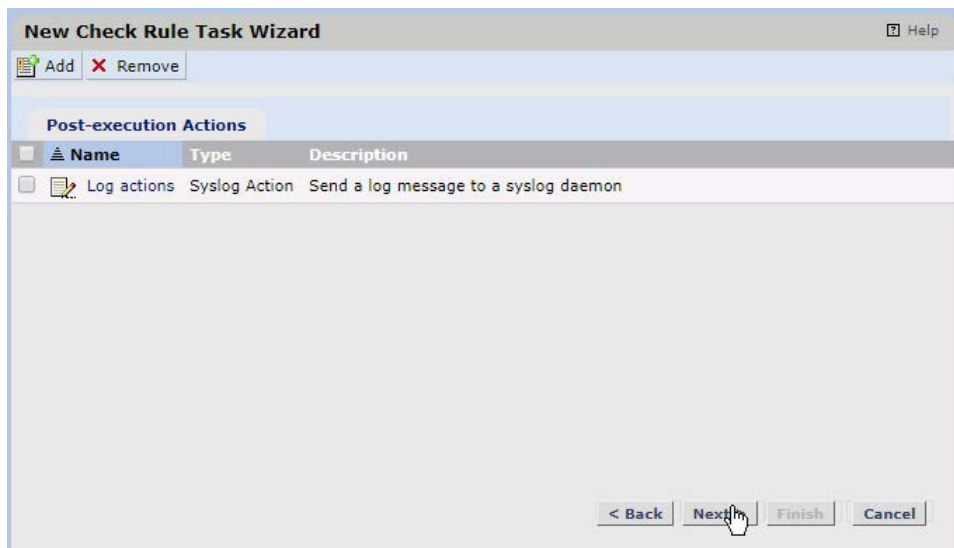 New Check Rule Task Wizard
? Help
Add
Remove
Post-execution Actions
Name Type Description
Log actions Syslog Action Send a log message to a syslog daemon
< Back Next Finish Cancel